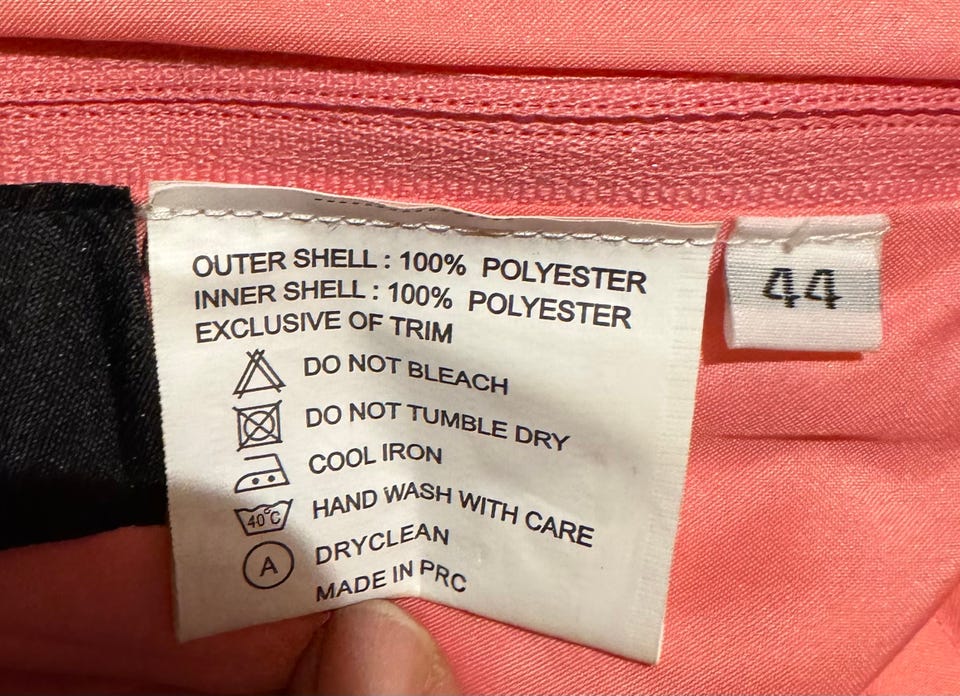 OUTER SHELL : 100% POLYESTER
INNER SHELL : 100% POLYESTER
EXCLUSIVE OF TRIM
DO NOT BLEACH
DO NOT TUMBLE DRY
COOL IRON
40°C HAND WASH WITH CARE
A DRYCLEAN
MADE IN PRC
44